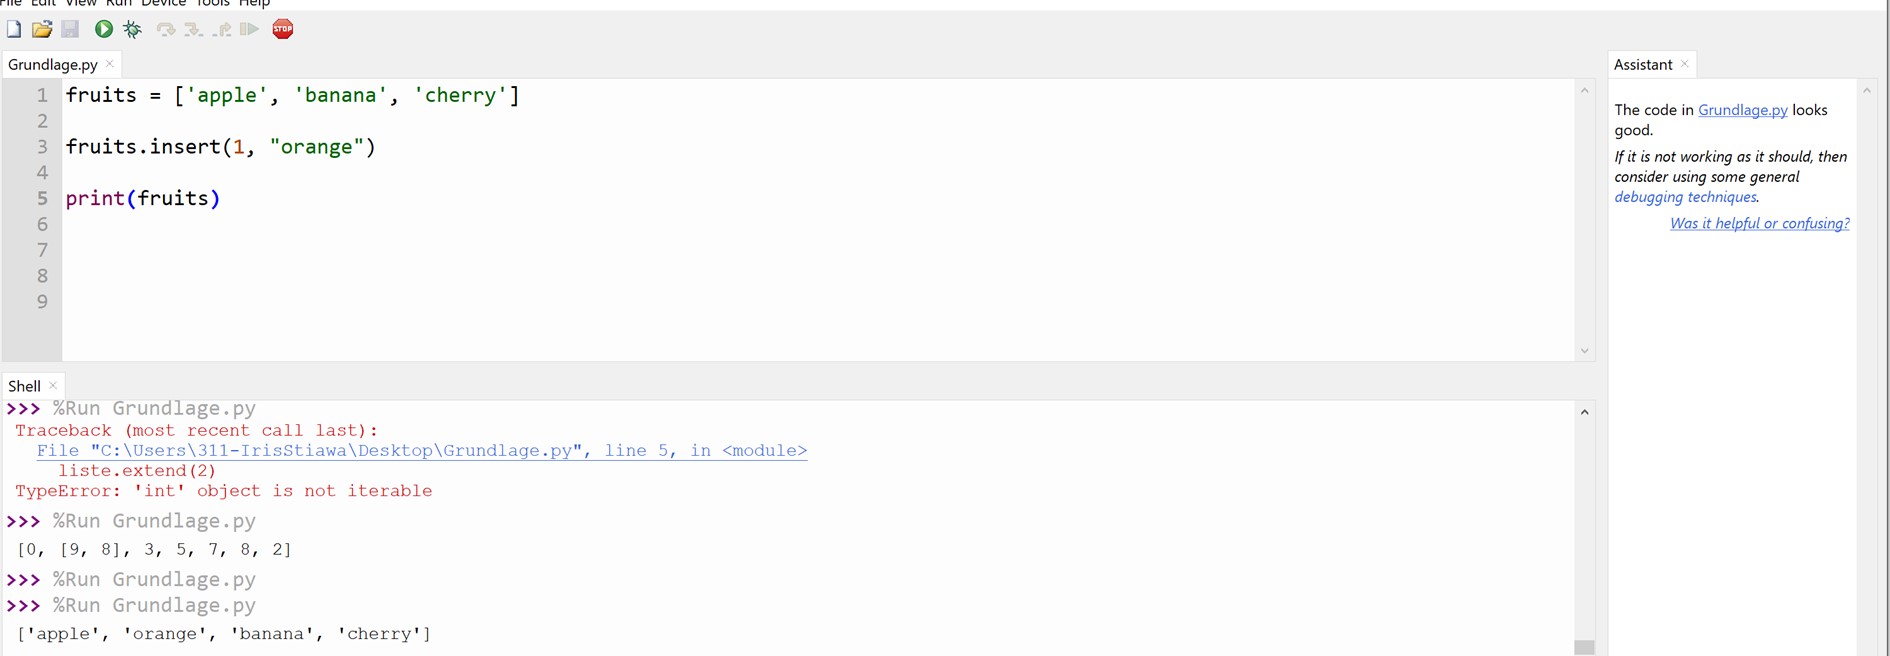 File Edit View Run Device Tools Help
STOP
Grundlage.py ×
1 fruits = ['apple', 'banana', 'cherry']
2
3 fruits.insert(1, "orange")
4
5 print(fruits)
6
7
8
9
Shell ×
>>> %Run Grundlage.py
Traceback (most recent call last):
File "C:\Users\311-IrisStiawa\Desktop\Grundlage.py", line 5, in <module>
liste.extend(2)
TypeError: 'int' object is not iterable
>>> %Run Grundlage.py
[0, [9, 8], 3, 5, 7, 8, 2]
>>> %Run Grundlage.py
>>> %Run Grundlage.py
['apple', 'orange', 'banana', 'cherry']
Assistant ×
The code in Grundlage.py looks
good.
If it is not working as it should, then
consider using some general
debugging techniques.
Was it helpful or confusing?